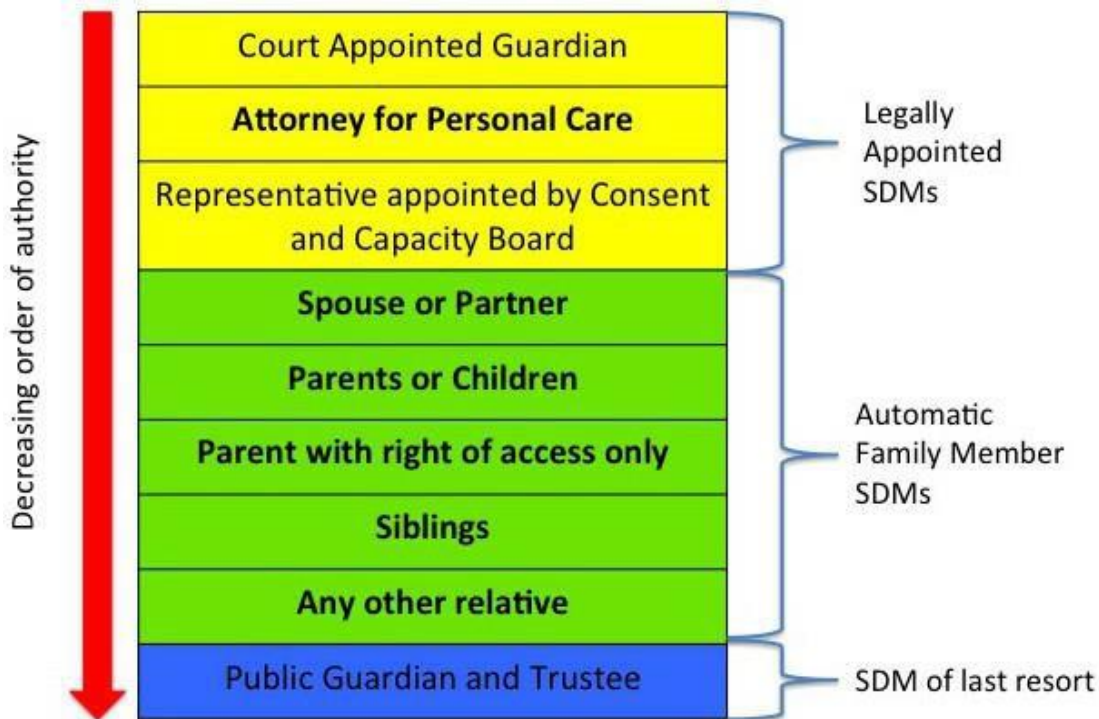 Decreasing order of authority
Court Appointed Guardian
Attorney for Personal Care
Representative appointed by Consent
and Capacity Board
Legally
Appointed
SDMs
Spouse or Partner
Parents or Children
Parent with right of access only
Siblings
Any other relative
Automatic
Family Member
SDMs
Public Guardian and Trustee
SDM of last resort